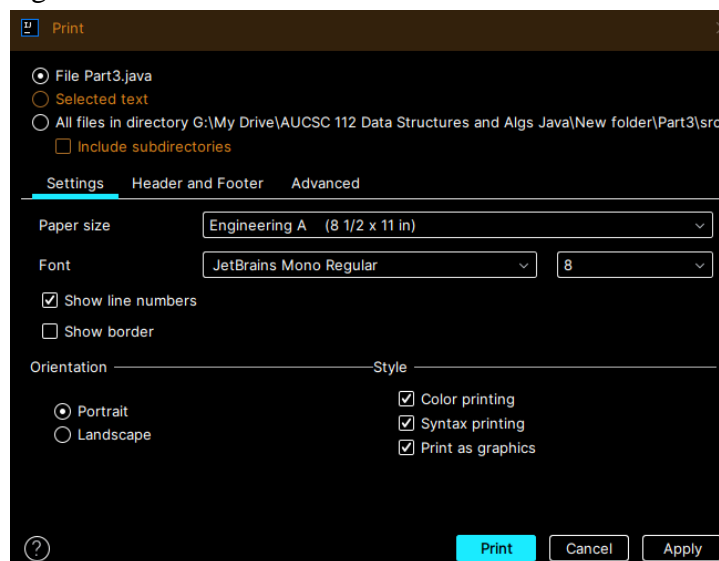 Print
File Part3.java
Selected text
All files in directory G:\My Drive\AUCSC 112 Data Structures and Algs Java\New folder\Part3\src
Include subdirectories
Settings Header and Footer Advanced
Paper size Engineering A (8 1/2 x 11 in)
Font JetBrains Mono Regular 8
Show line numbers
Show border
Orientation Style
Color printing
Portrait
Syntax printing
Landscape
Print as graphics
? Print Cancel Apply